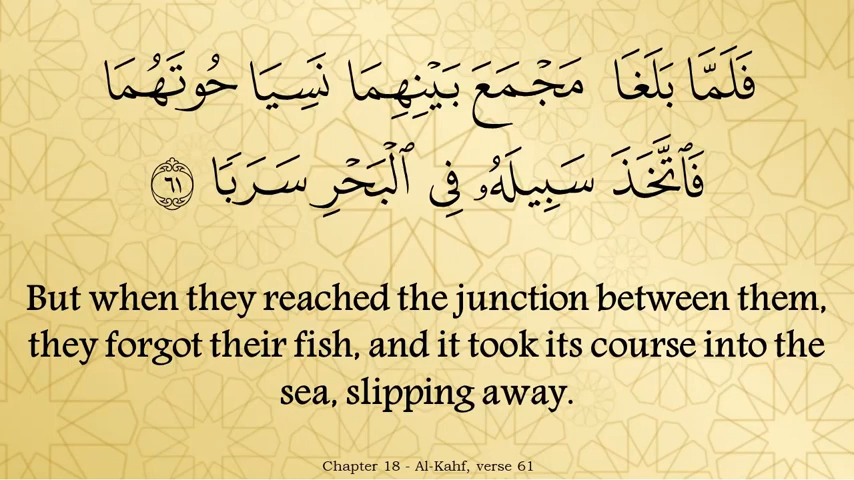 فَلَمَّا بَلَغَا مَجْمَعَ بَيْنِهِمَا نَسِيَا حُوتَهُمَا
فَٱتَّخَذَ سَبِيلَهُۥ فِى ٱلْبَحْرِ سَرَبًا ٦١
But when they reached the junction between them,
they forgot their fish, and it took its course into the
sea, slipping away.
Chapter 18 - Al-Kahf, verse 61